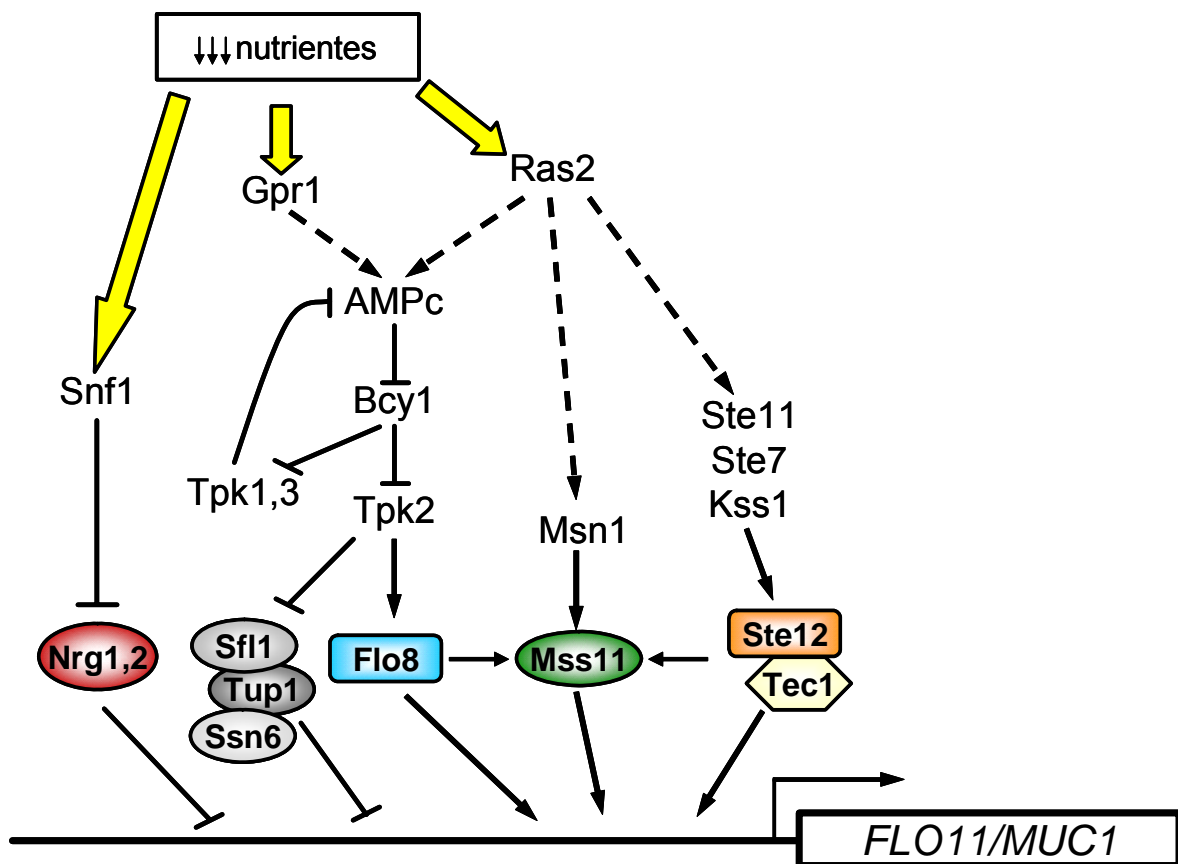 ↓↓↓nutrientes
Gpr1
Ras2
AMPc
Snf1
Bcy1
Ste11
Ste7
Kss1
Tpk1,3
Tpk2
Msn1
Nrg1,2
Sfl1
Tup1
Ssn6
Flo8
Mss11
Ste12
Tec1
FLO11/MUC1